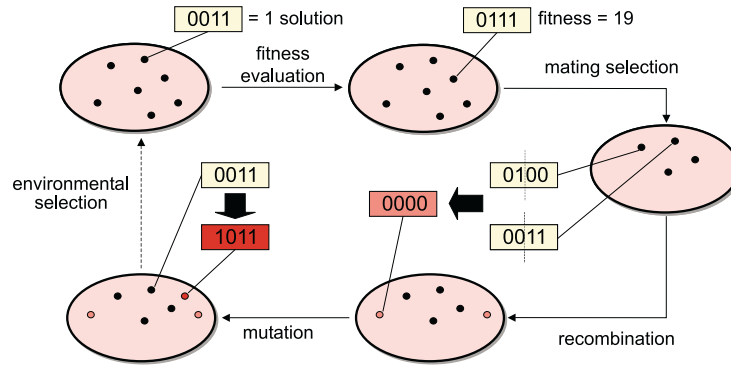 0011 = 1 solution
fitness
evaluation
0111 fitness = 19
mating selection
environmental
selection
0011
1011
0000
0100
0011
mutation
recombination